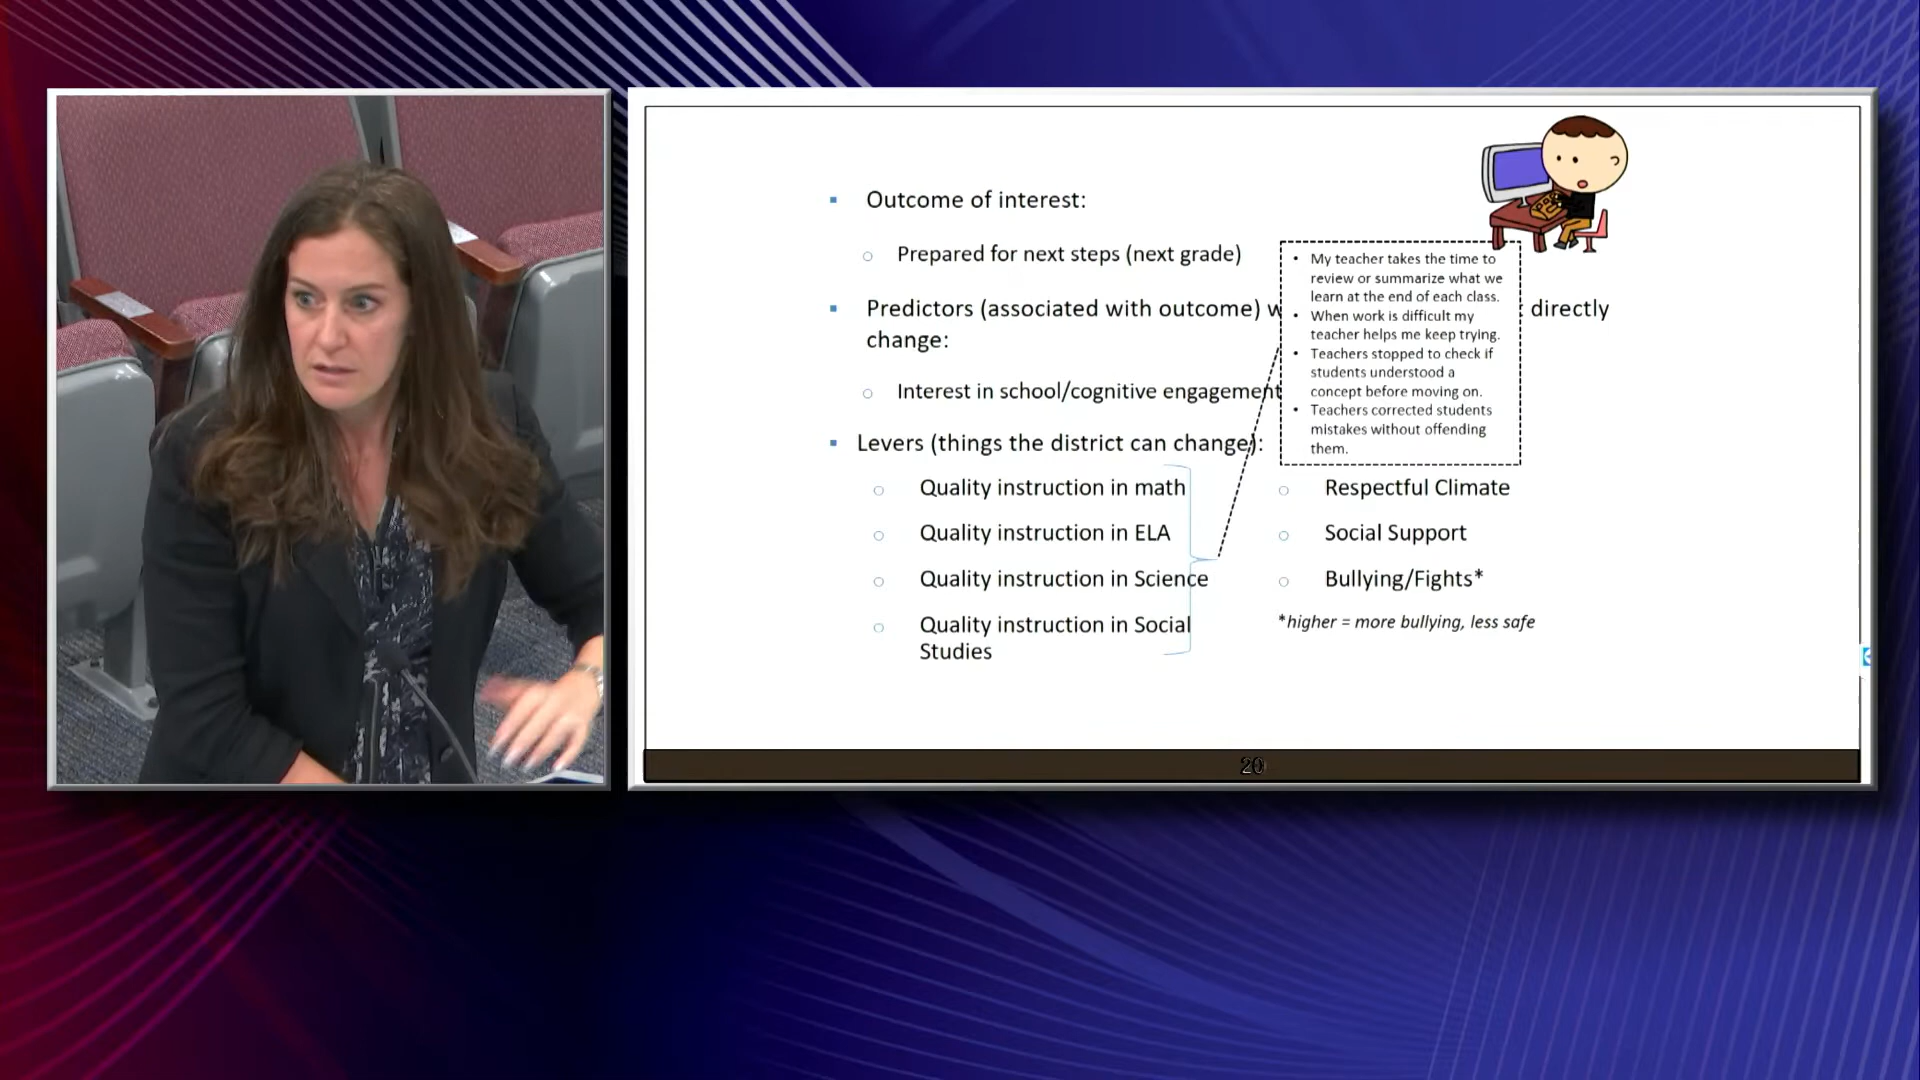 Outcome of interest:
Prepared for next steps (next grade)
Predictors (associated with outcome) directly
change:
Interest in school/cognitive engagement
Levers (things the district can change):
Quality instruction in math
Quality instruction in ELA
Quality instruction in Science
Quality instruction in Social
Studies
• My teacher takes the time to
review or summarize what we
learn at the end of each class.
• When work is difficult my
teacher helps me keep trying.
• Teachers stopped to check if
students understood a
concept before moving on.
• Teachers corrected students
mistakes without offending
them.
Respectful Climate
Social Support
Bullying/Fights*
*higher = more bullying, less safe
20